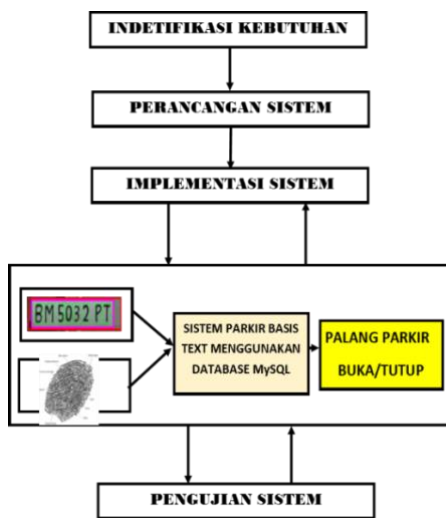 INDETIFIKASI KEBUTUHAN
PERANCANGAN SISTEM
IMPLEMENTASI SISTEM
BM 5032 PT
SISTEM PARKIR BASIS
TEXT MENGGUNAKAN
DATABASE MySQL
PALANG PARKIR
BUKA/TUTUP
PENGUJIAN SISTEM